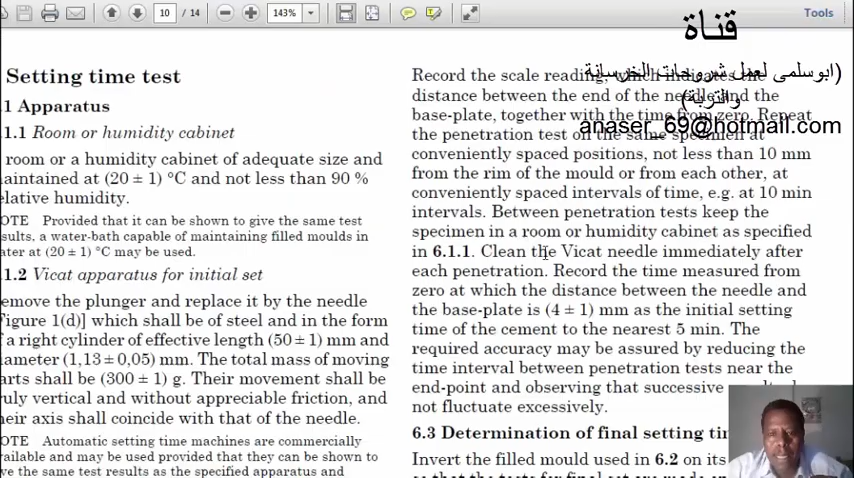 10 / 14
143%
Tools
قناة
(ابوسلمى لعمل شروحات الخرسانة
والتربة)
anaser_69@hotmail.com
Setting time test
.1 Apparatus
.1.1 Room or humidity cabinet
room or a humidity cabinet of adequate size and
aintained at (20 ± 1) °C and not less than 90 %
elative humidity.
OTE Provided that it can be shown to give the same test
sults, a water-bath capable of maintaining filled moulds in
ater at (20 ± 1) °C may be used.
.1.2 Vicat apparatus for initial set
emove the plunger and replace it by the needle
Figure 1(d)] which shall be of steel and in the form
f a right cylinder of effective length (50 ± 1) mm and
iameter (1,13 ± 0,05) mm. The total mass of moving
arts shall be (300 ± 1) g. Their movement shall be
ruly vertical and without appreciable friction, and
heir axis shall coincide with that of the needle.
OTE Automatic setting time machines are commercially
vailable and may be used provided that they can be shown to
ve the same test results as the specified apparatus and
Record the scale reading, which indicates the
distance between the end of the needle and the
base-plate, together with the time from zero. Repeat
the penetration test on the same specimen at
conveniently spaced positions, not less than 10 mm
from the rim of the mould or from each other, at
conveniently spaced intervals of time, e.g. at 10 min
intervals. Between penetration tests keep the
specimen in a room or humidity cabinet as specified
in 6.1.1. Clean the Vicat needle immediately after
each penetration. Record the time measured from
zero at which the distance between the needle and
the base-plate is (4 ± 1) mm as the initial setting
time of the cement to the nearest 5 min. The
required accuracy may be assured by reducing the
time interval between penetration tests near the
end-point and observing that successive
not fluctuate excessively.
6.3 Determination of final setting
Invert the filled mould used in 6.2 on its